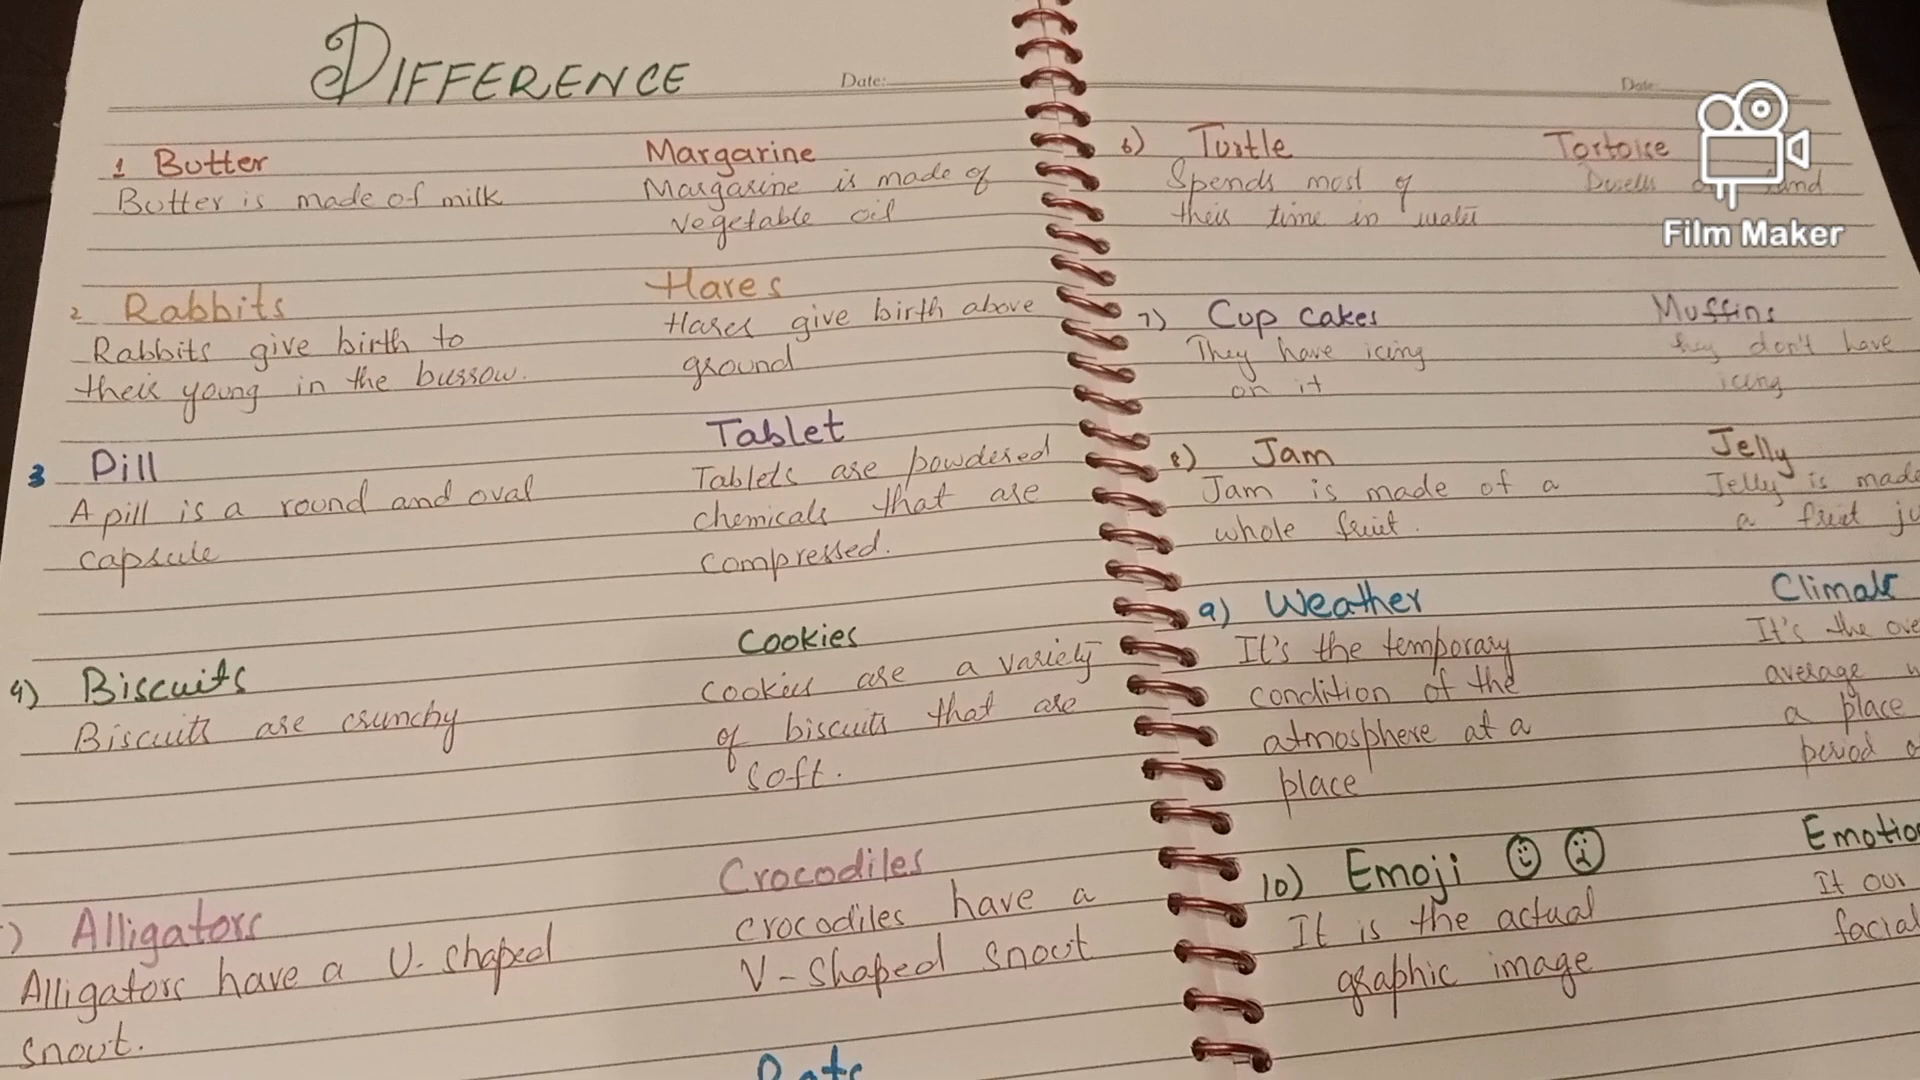 DIFFERENCE
Date:
1 Butter
Margarine
Butter is made of milk
Margarine is made of
vegetable oil
2 Rabbits
Hares
Rabbits give birth to
their young in the burrow.
Hares give birth above
ground
3 Pill
Tablet
A pill is a round and oval
capsule
Tablets are powdered
chemicals that are
compressed.
4) Biscuits
Cookies
Biscuits are crunchy
Cookies are a variety
of biscuits that are
soft.
) Alligators
Crocodiles
Alligators have a U-shaped
snout.
Crocodiles have a
V-shaped snout
Date
6) Turtle
Tortoise
Spends most of
their time in water
Dwells
Film Maker
7) Cup cakes
Muffins
They have icing
on it
they don't have
icing
8) Jam
Jelly
Jam is made of a
whole fruit.
Jelly is made
a fruit ju
9) Weather
Climate
It's the temporary
condition of the
atmosphere at a
place
It's the ove
average
a place
period
10) Emoji
Emotio
It is the actual
graphic image
It our
facial